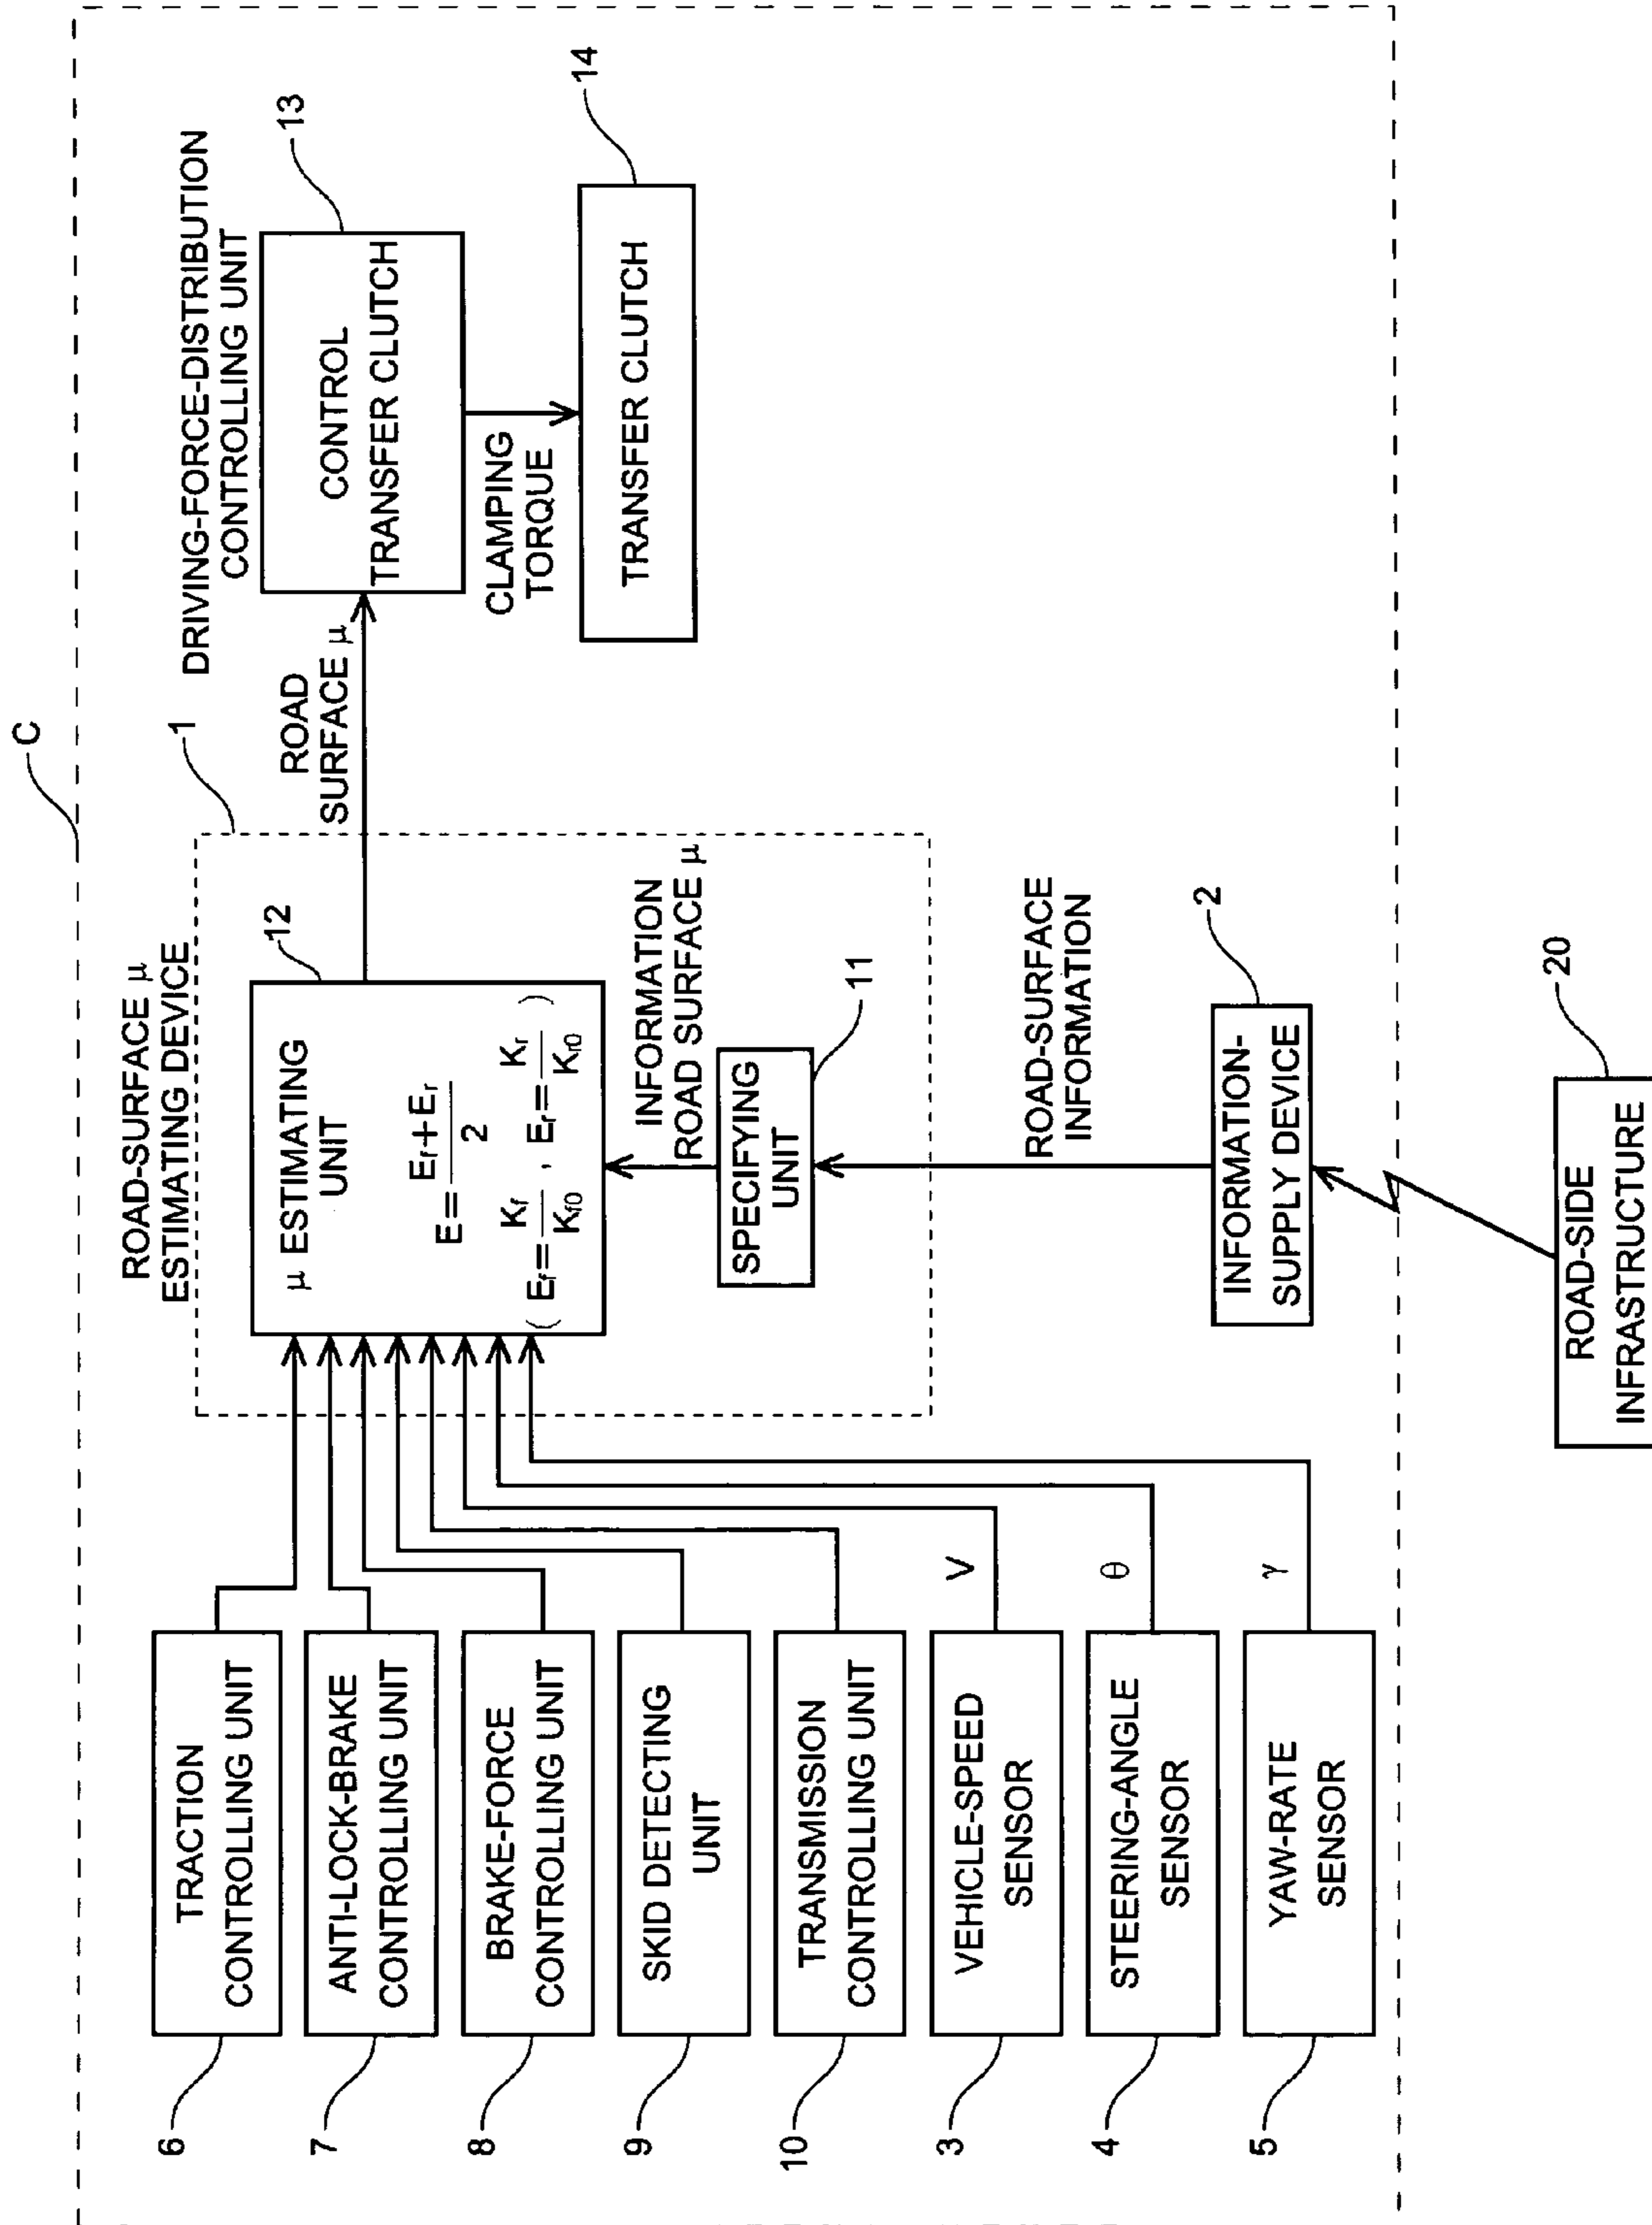 C
ROAD-SURFACE μ
ESTIMATING DEVICE
1
DRIVING-FORCE-DISTRIBUTION
CONTROLLING UNIT
6
TRACTION
CONTROLLING UNIT
7
ANTI-LOCK-BRAKE
CONTROLLING UNIT
8
BRAKE-FORCE
CONTROLLING UNIT
9
SKID DETECTING
UNIT
10
TRANSMISSION
CONTROLLING UNIT
3
VEHICLE-SPEED
SENSOR
V
4
STEERING-ANGLE
SENSOR
θ
5
YAW-RATE
SENSOR
γ
12
μ ESTIMATING
UNIT
E=(Ef+Er)/2
(Ef=Kf/Kf0 , Er=Kr/Kr0)
INFORMATION
ROAD SURFACE μ
11
SPECIFYING
UNIT
ROAD-SURFACE
INFORMATION
2
INFORMATION-
SUPPLY DEVICE
20
ROAD-SIDE
INFRASTRUCTURE
ROAD
SURFACE μ
13
CONTROL
TRANSFER CLUTCH
CLAMPING
TORQUE
14
TRANSFER CLUTCH